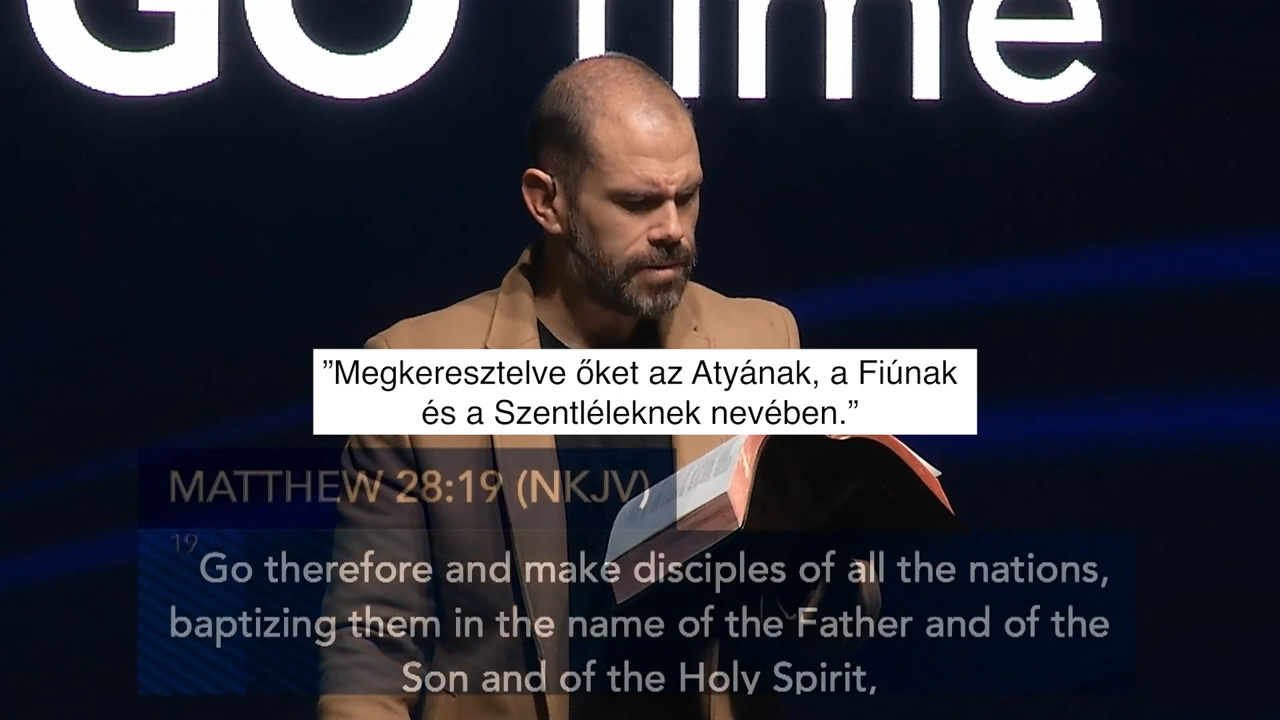 GO Time
”Megkeresztelve őket az Atyának, a Fiúnak
és a Szentléleknek nevében.”
MATTHEW 28:19 (NKJV)
19 Go therefore and make disciples of all the nations,
baptizing them in the name of the Father and of the
Son and of the Holy Spirit,